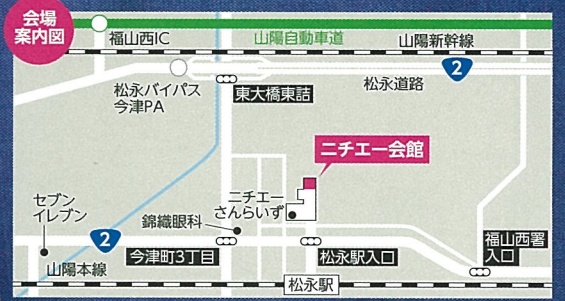 会場
案内図
福山西IC
山陽自動車道
山陽新幹線
2
松永バイパス
今津PA
東大橋東詰
松永道路
ニチエー会館
セブン
イレブン
ニチエー
さんらいず
錦織眼科
2
今津町3丁目
松永駅入口
福山西署
入口
山陽本線
松永駅